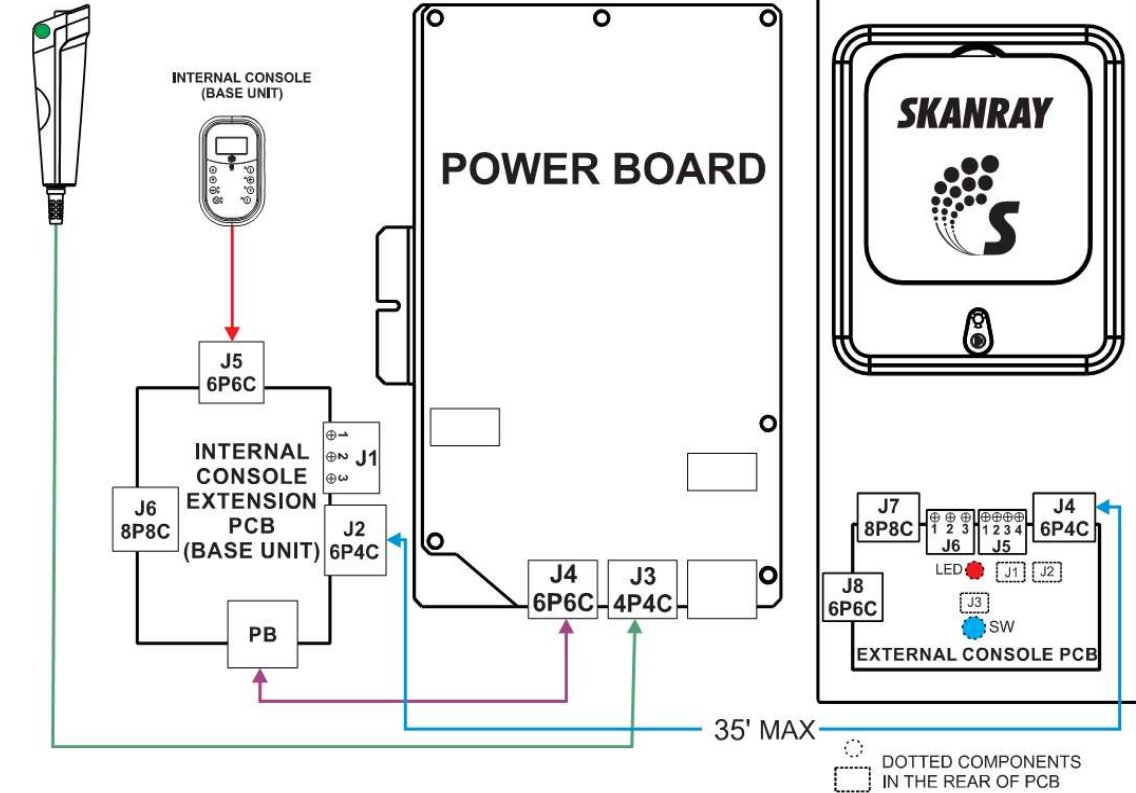 INTERNAL CONSOLE
(BASE UNIT)
POWER BOARD
SKANRAY
S
J5
6P6C
INTERNAL
CONSOLE
EXTENSION
PCB
(BASE UNIT)
1
2
3
J1
J6
8P8C
J2
6P4C
PB
J4
6P6C
J3
4P4C
J7
8P8C
1 2 3
J6
1 2 3 4
J5
J4
6P4C
LED
J1
J2
J8
6P6C
J3
SW
EXTERNAL CONSOLE PCB
35' MAX
DOTTED COMPONENTS
IN THE REAR OF PCB